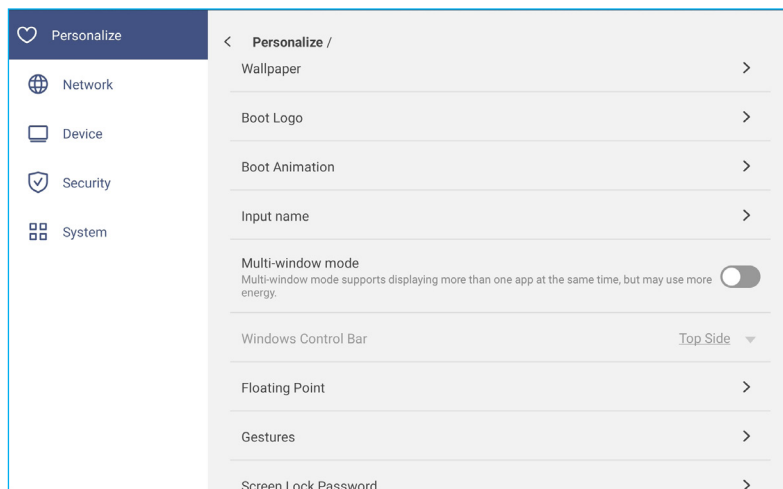 Personalize
Network
Device
Security
System
Personalize /
Wallpaper
Boot Logo
Boot Animation
Input name
Multi-window mode
Multi-window mode supports displaying more than one app at the same time, but may use more
energy.
Windows Control Bar Top Side
Floating Point
Gestures
Screen Lock Password